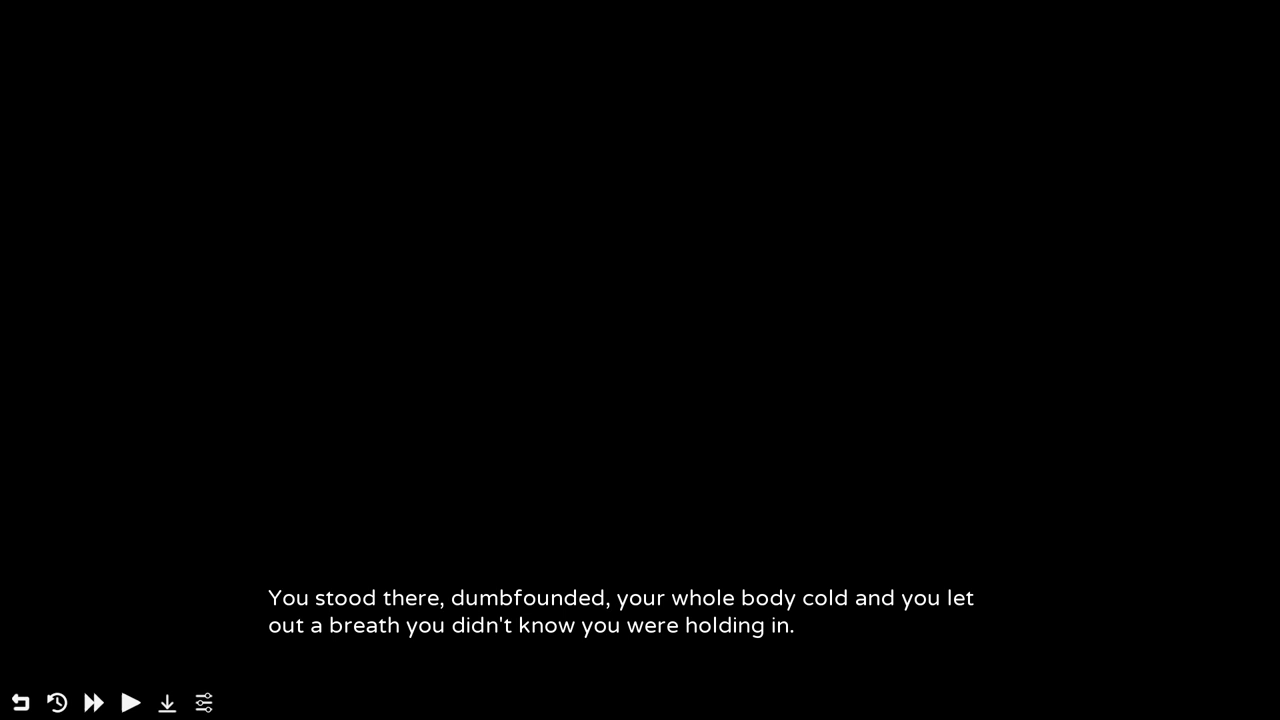 You stood there, dumbfounded, your whole body cold and you let
out a breath you didn't know you were holding in.